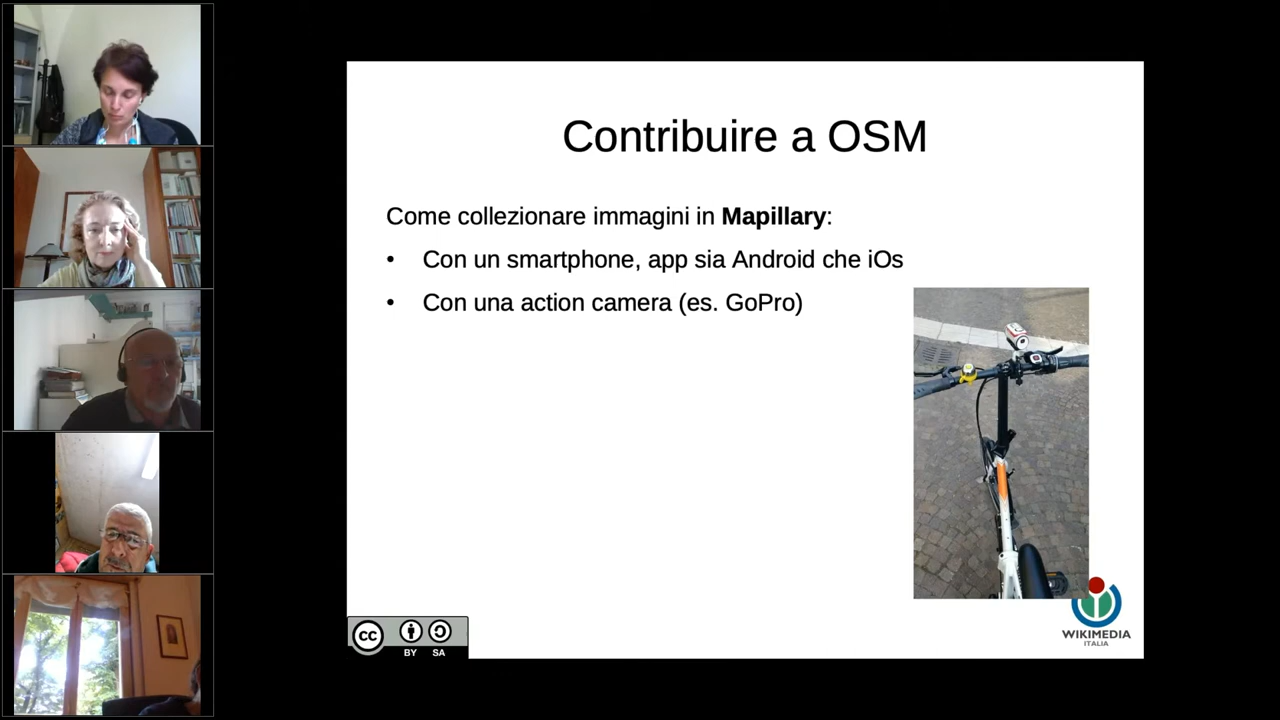 Contribuire a OSM
Come collezionare immagini in Mapillary:
• Con un smartphone, app sia Android che iOs
• Con una action camera (es. GoPro)
cc
BY SA
WIKIMEDIA
ITALIA